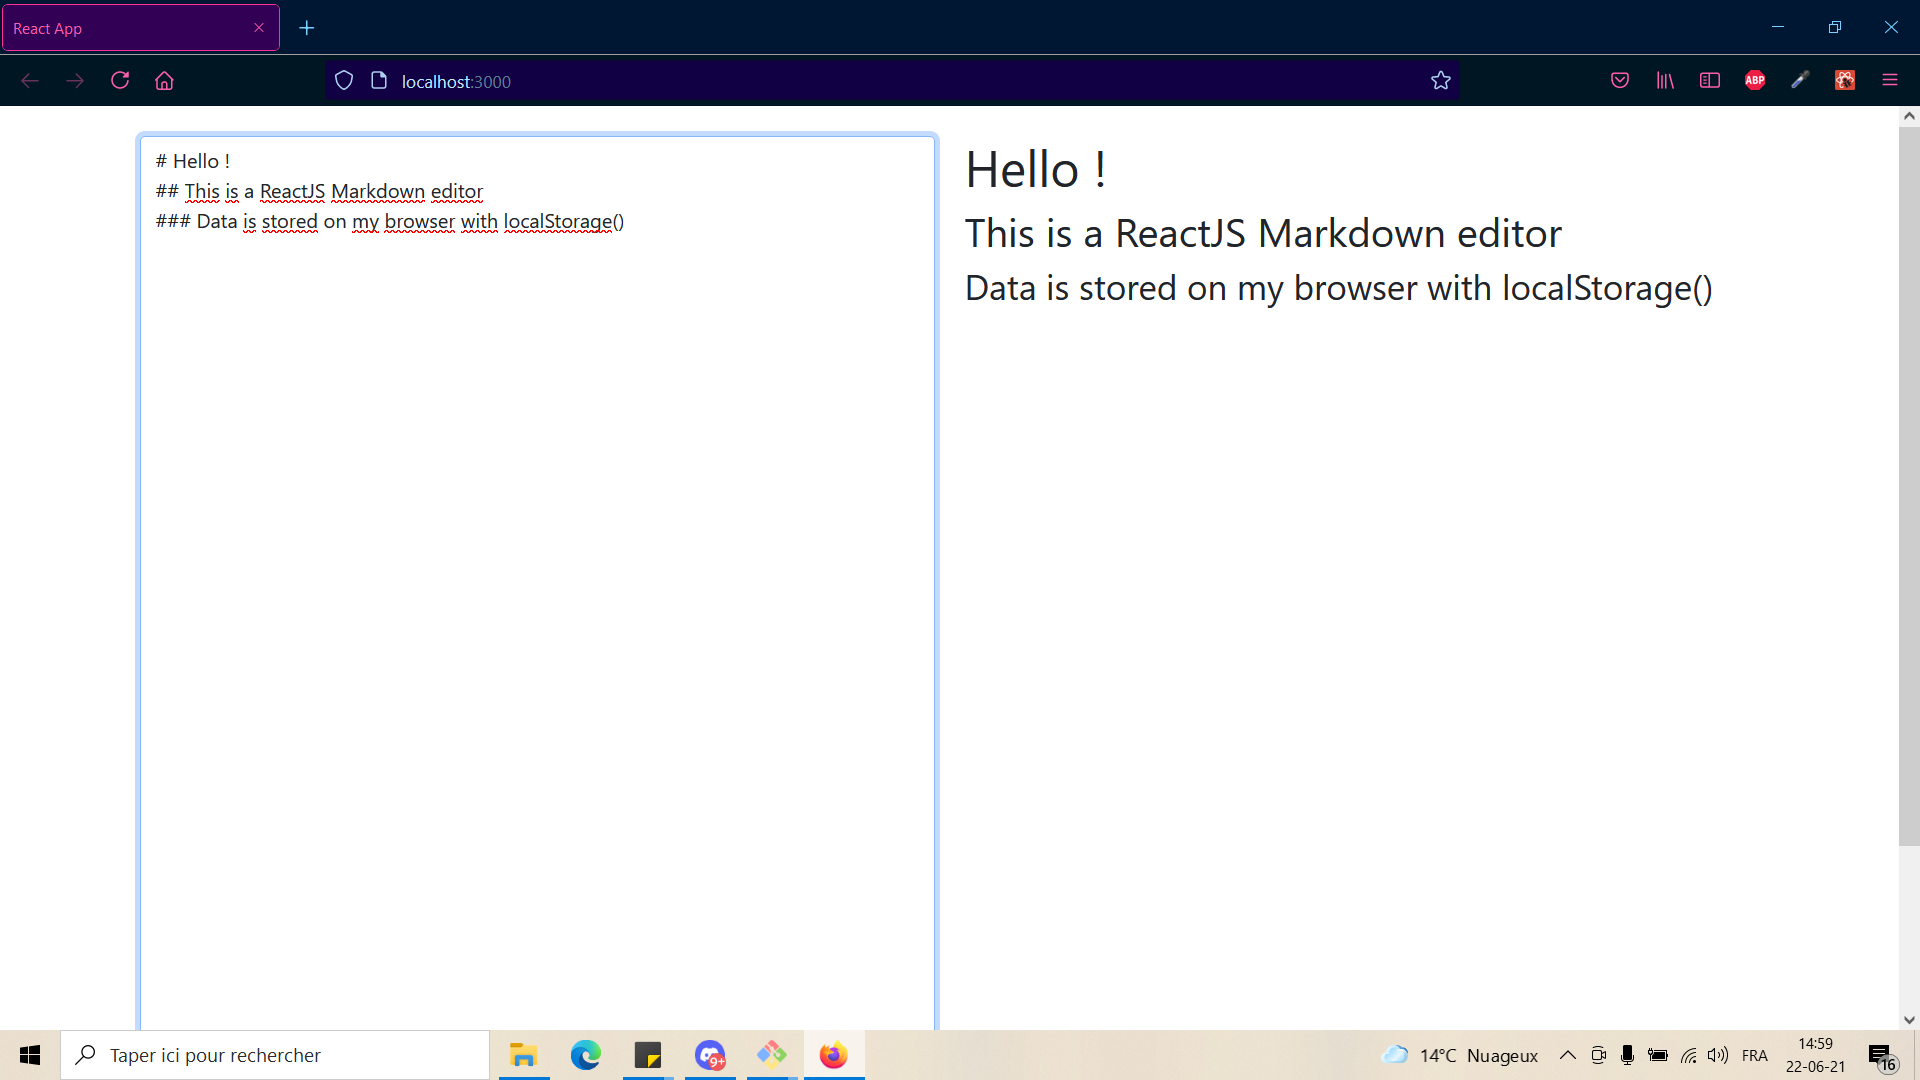 React App
localhost:3000
ABP
# Hello !
## This is a ReactJS Markdown editor
### Data is stored on my browser with localStorage()
Hello !
This is a ReactJS Markdown editor
Data is stored on my browser with localStorage()
Taper ici pour rechercher
9+
14°C Nuageux
FRA
14:59
22-06-21
16